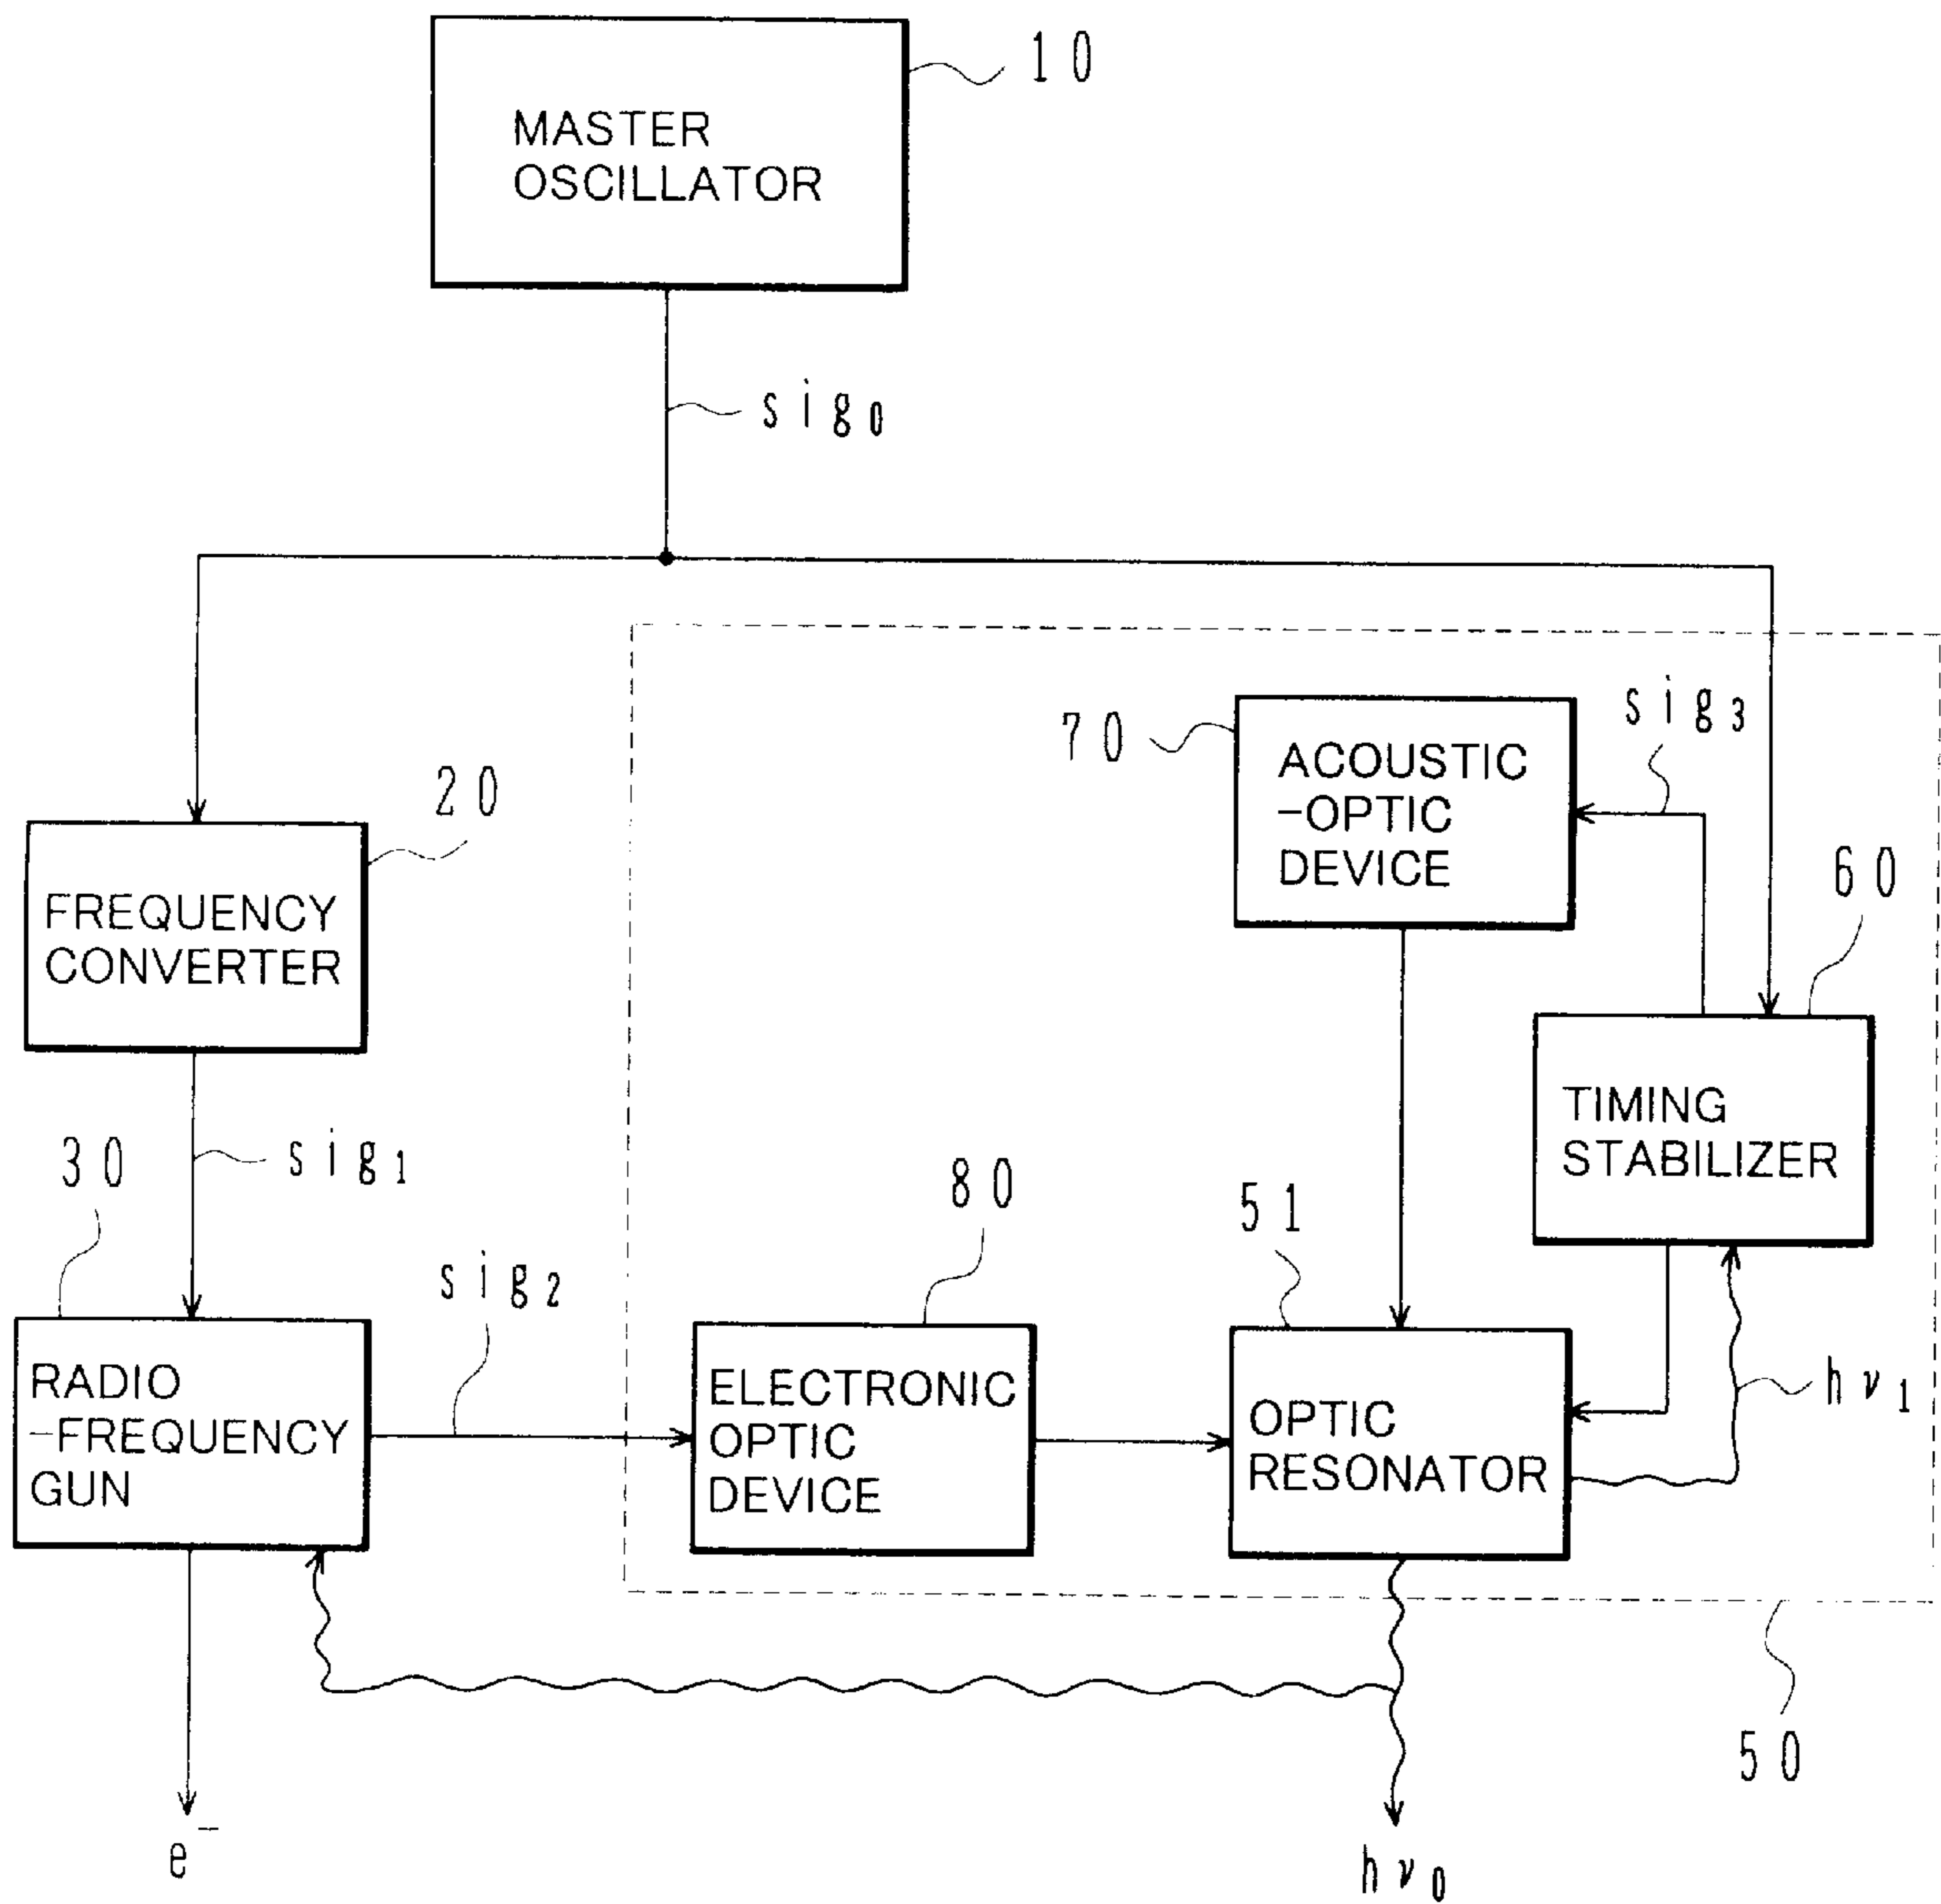 10
MASTER
OSCILLATOR
sig₀
sig₃
70
ACOUSTIC
-OPTIC
DEVICE
20
60
FREQUENCY
CONVERTER
TIMING
STABILIZER
30
sig₁
80
51
sig₂
RADIO
-FREQUENCY
GUN
ELECTRONIC
OPTIC
DEVICE
OPTIC
RESONATOR
hν₁
50
e⁻
hν₀